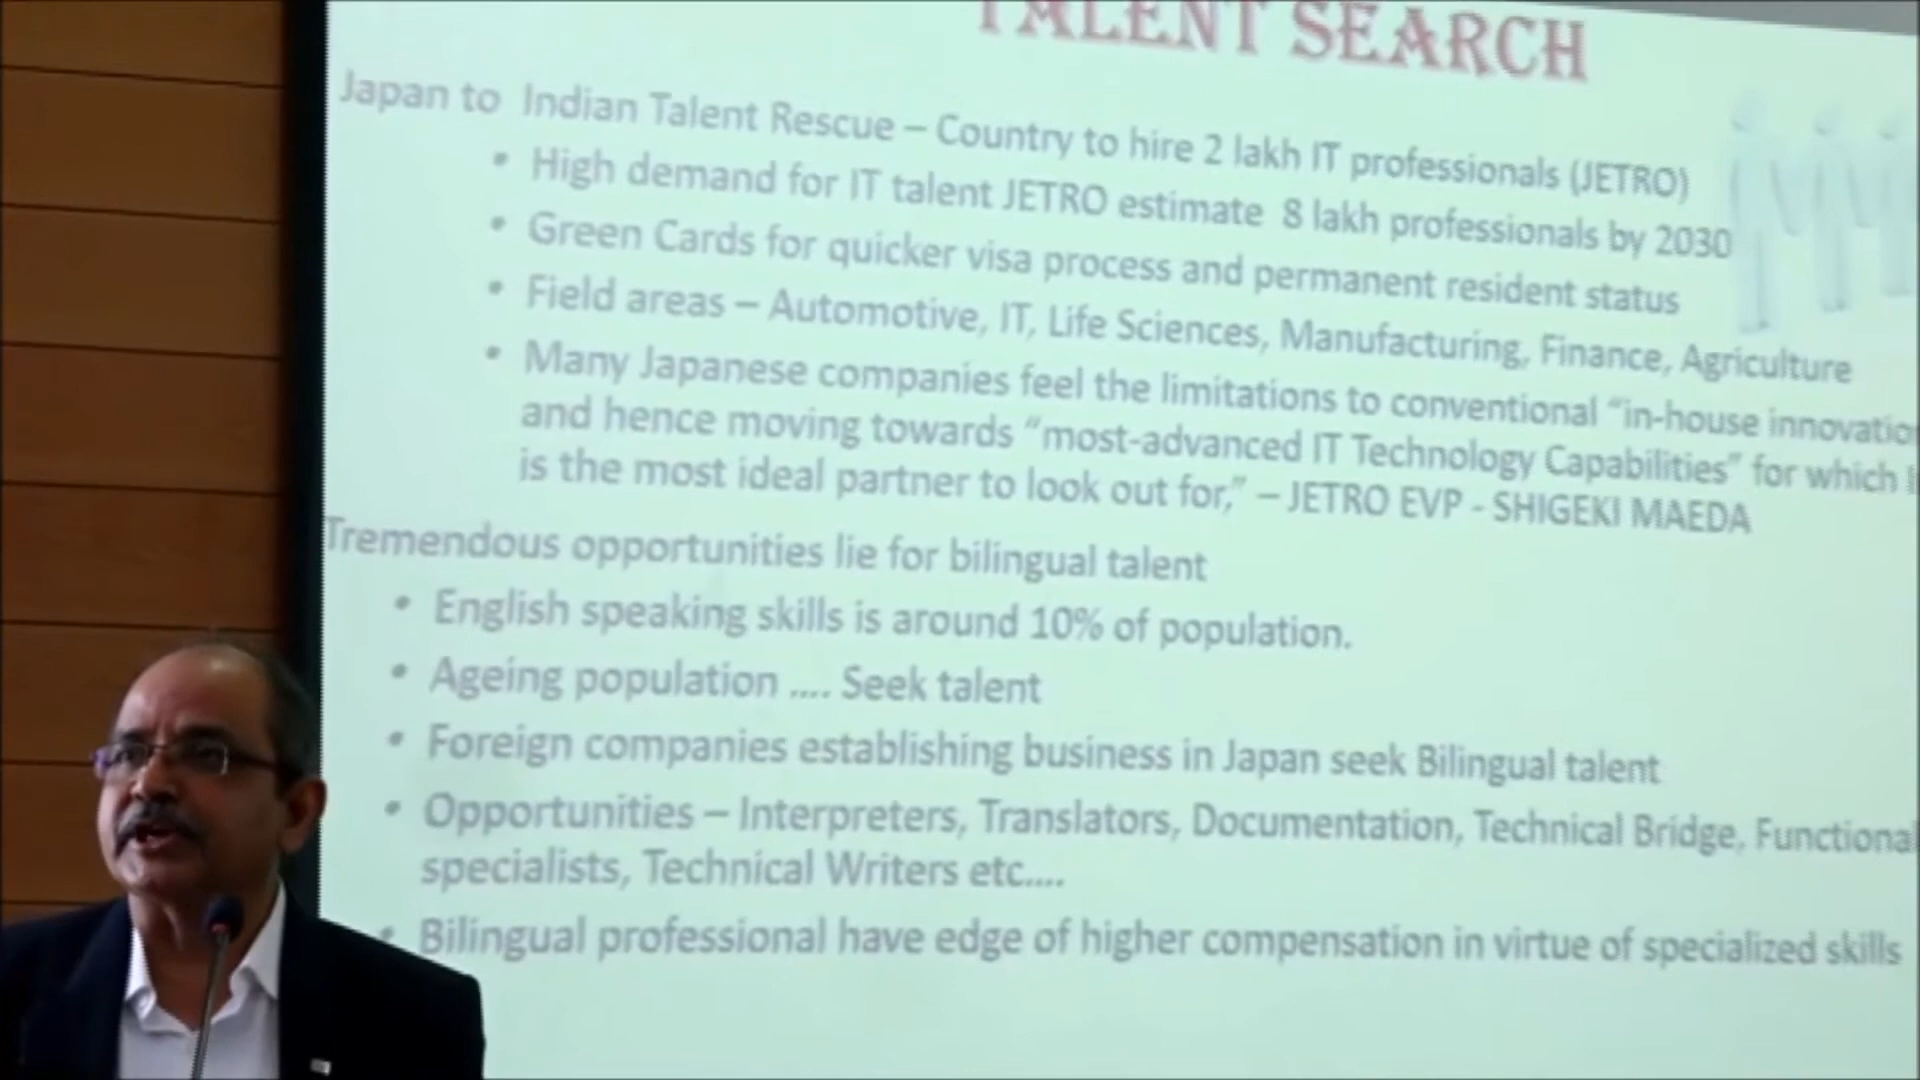 TALENT SEARCH
Japan to Indian Talent Rescue – Country to hire 2 lakh IT professionals (JETRO)
• High demand for IT talent JETRO estimate 8 lakh professionals by 2030
• Green Cards for quicker visa process and permanent resident status
• Field areas – Automotive, IT, Life Sciences, Manufacturing, Finance, Agriculture
• Many Japanese companies feel the limitations to conventional “in-house
and hence moving towards “most-advanced IT Technology Capabilities” for which
is the most ideal partner to look out for,” – JETRO EVP - SHIGEKI MAEDA
Tremendous opportunities lie for bilingual talent
• English speaking skills is around 10% of population.
• Ageing population .... Seek talent
• Foreign companies establishing business in Japan seek Bilingual talent
• Opportunities – Interpreters, Translators, Documentation, Technical Bridge, Functional
specialists, Technical Writers etc....
• Bilingual professional have edge of higher compensation in virtue of specialized skills